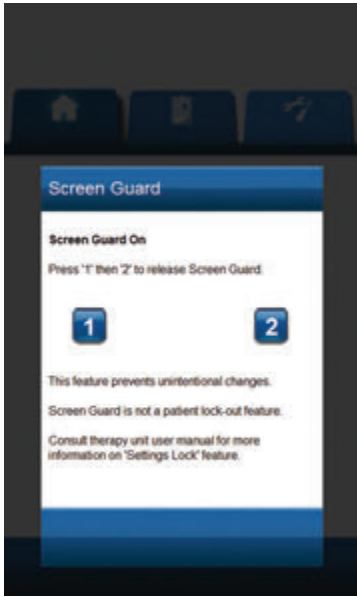 Screen Guard
Screen Guard On
Press '1' then '2' to release Screen Guard.
1
2
This feature prevents unintentional changes.
Screen Guard is not a patient lock-out feature.
Consult therapy unit user manual for more
information on 'Settings Lock' feature.